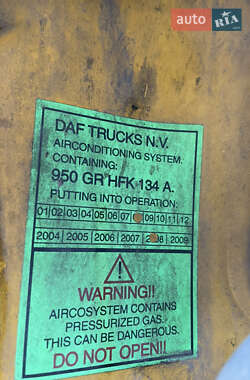 auto RIA
DAF TRUCKS N.V.
AIRCONDITIONING SYSTEM.
CONTAINING:
950 GR HFK 134 A.
PUTTING INTO OPERATION:
01 02 03 04 05 06 07 09 10 11 12
2004 2005 2006 2007 2008 2009
WARNING!!
AIRCOSYSTEM CONTAINS
PRESSURIZED GAS.
THIS CAN BE DANGEROUS.
DO NOT OPEN!!